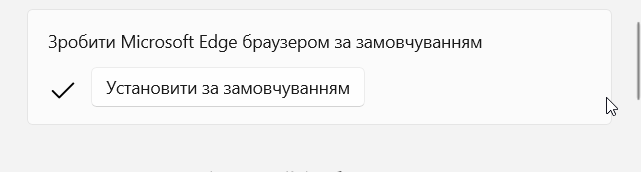 Зробити Microsoft Edge браузером за замовчуванням
Установити за замовчуванням